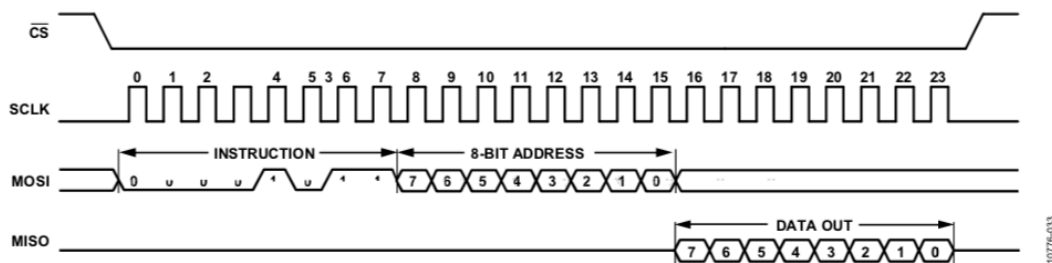 CS
0 1 2 4 5 3 6 7 8 9 10 11 12 13 14 15 16 17 18 19 20 21 22 23
SCLK
INSTRUCTION 8-BIT ADDRESS
MOSI 0 7 6 5 4 3 2 1 0
DATA OUT
MISO 7 6 5 4 3 2 1 0
10776-033